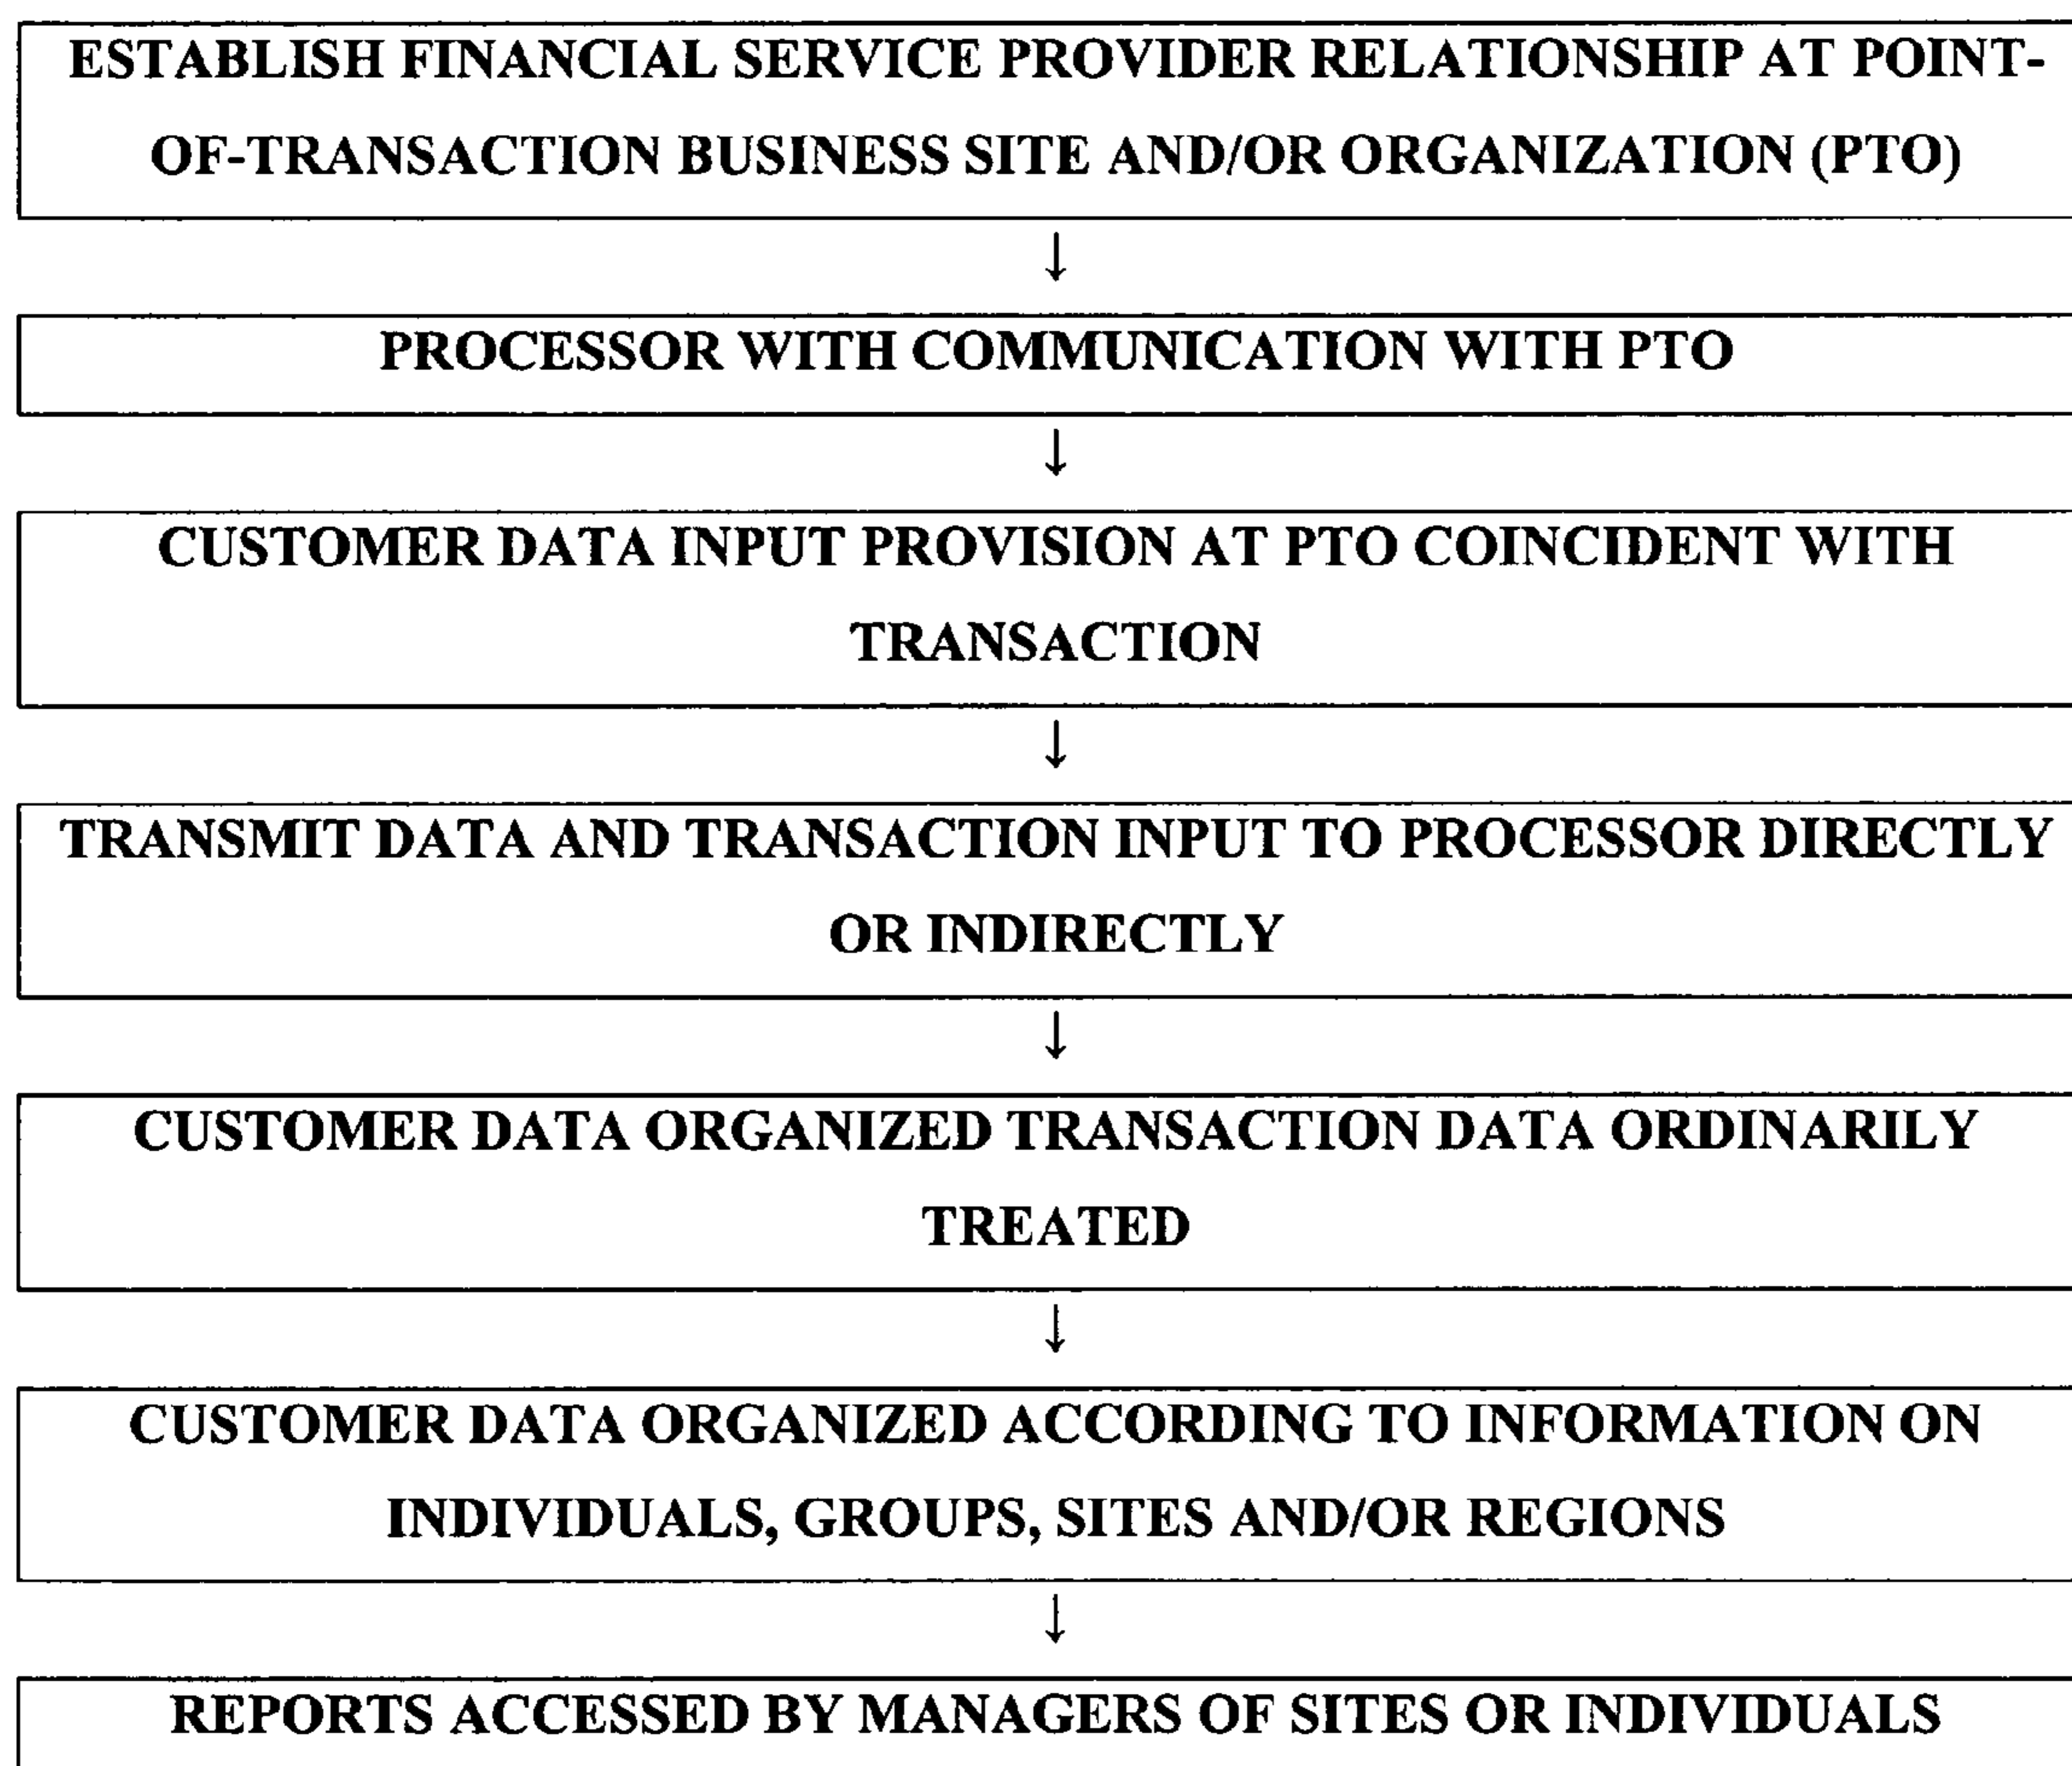 ESTABLISH FINANCIAL SERVICE PROVIDER RELATIONSHIP AT POINT-
OF-TRANSACTION BUSINESS SITE AND/OR ORGANIZATION (PTO)
↓
PROCESSOR WITH COMMUNICATION WITH PTO
↓
CUSTOMER DATA INPUT PROVISION AT PTO COINCIDENT WITH
TRANSACTION
↓
TRANSMIT DATA AND TRANSACTION INPUT TO PROCESSOR DIRECTLY
OR INDIRECTLY
↓
CUSTOMER DATA ORGANIZED TRANSACTION DATA ORDINARILY
TREATED
↓
CUSTOMER DATA ORGANIZED ACCORDING TO INFORMATION ON
INDIVIDUALS, GROUPS, SITES AND/OR REGIONS
↓
REPORTS ACCESSED BY MANAGERS OF SITES OR INDIVIDUALS